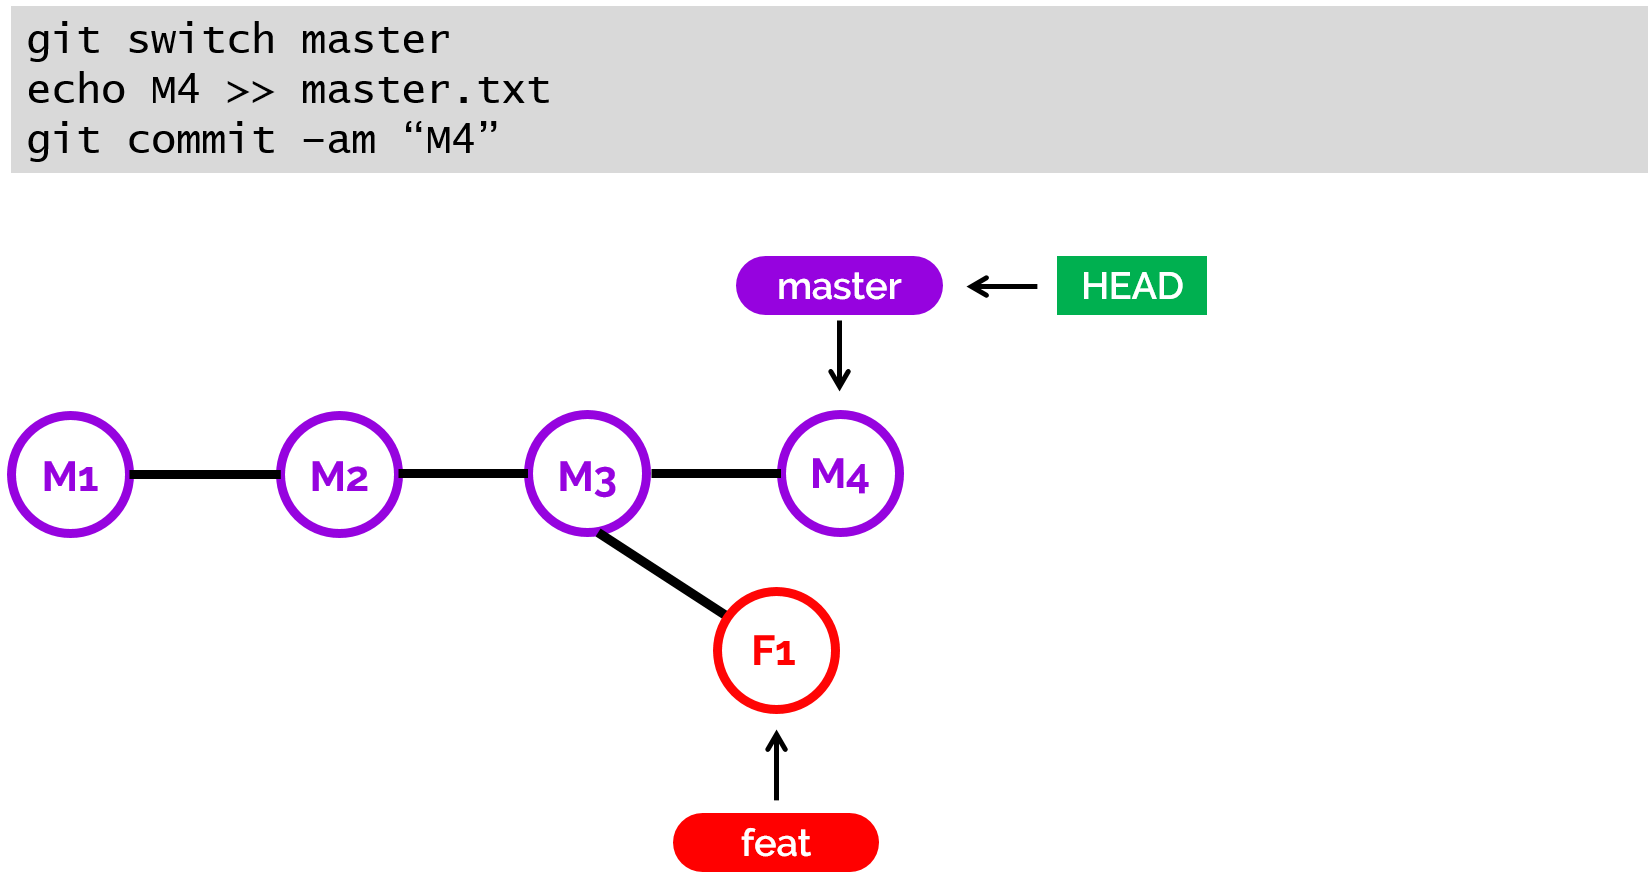 git switch master
echo M4 >> master.txt
git commit –am “M4”
master
HEAD
M1
M2
M3
M4
F1
feat